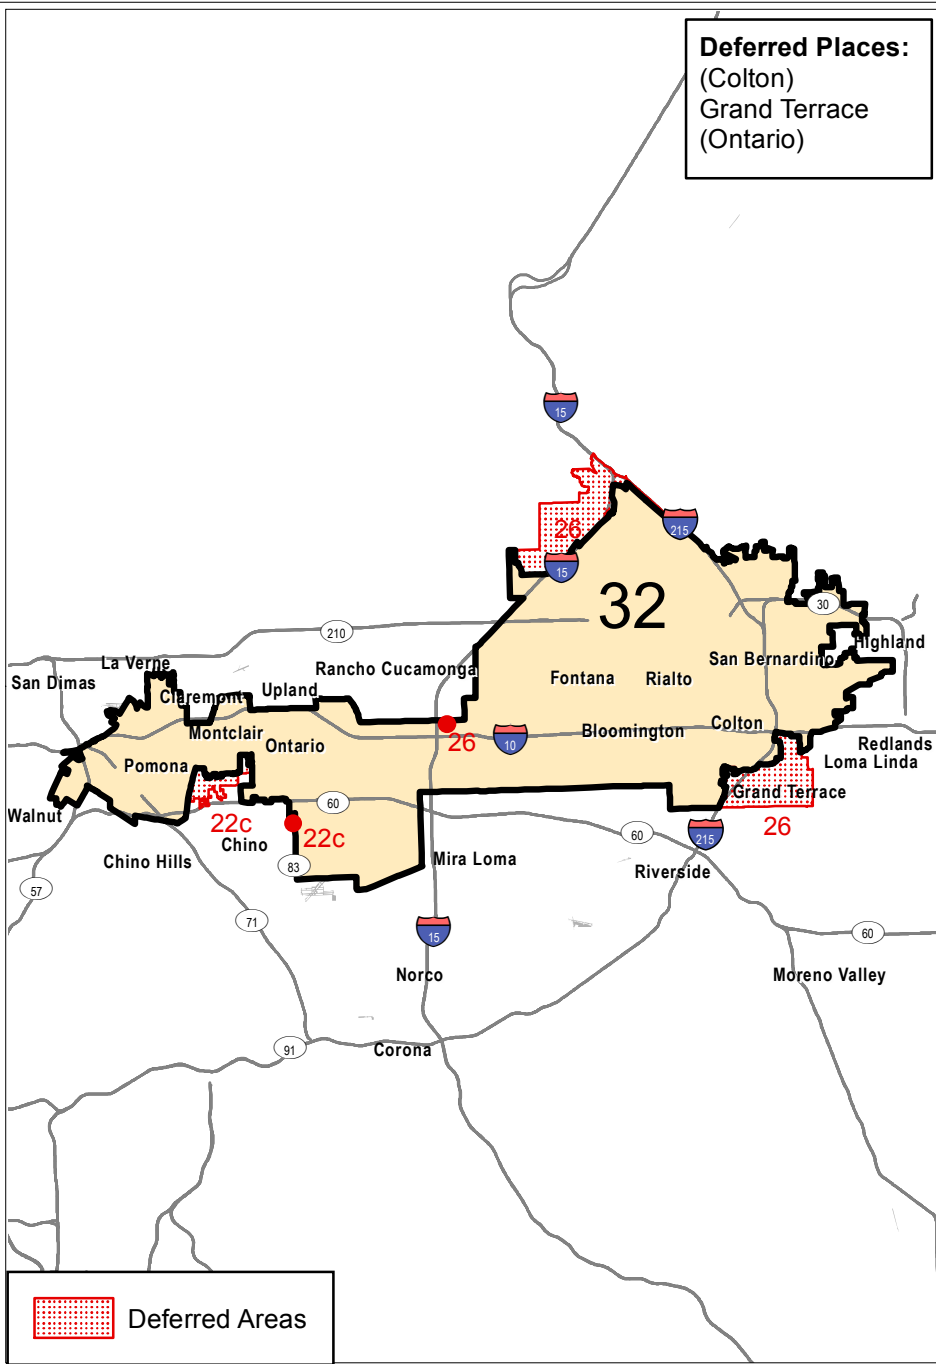 Deferred Places:
(Colton)
Grand Terrace
(Ontario)
15
26
215
15
32
30
210
La Verne
San Dimas
Rancho Cucamonga
Highland
San Bernardino
Claremont
Upland
Fontana
Rialto
Montclair
Ontario
26
10
Bloomington
Colton
Redlands
Loma Linda
Pomona
Walnut
22c
Chino
60
22c
Grand Terrace
26
60
215
Chino Hills
83
Mira Loma
Riverside
57
71
15
60
Norco
Moreno Valley
91
Corona
Deferred Areas